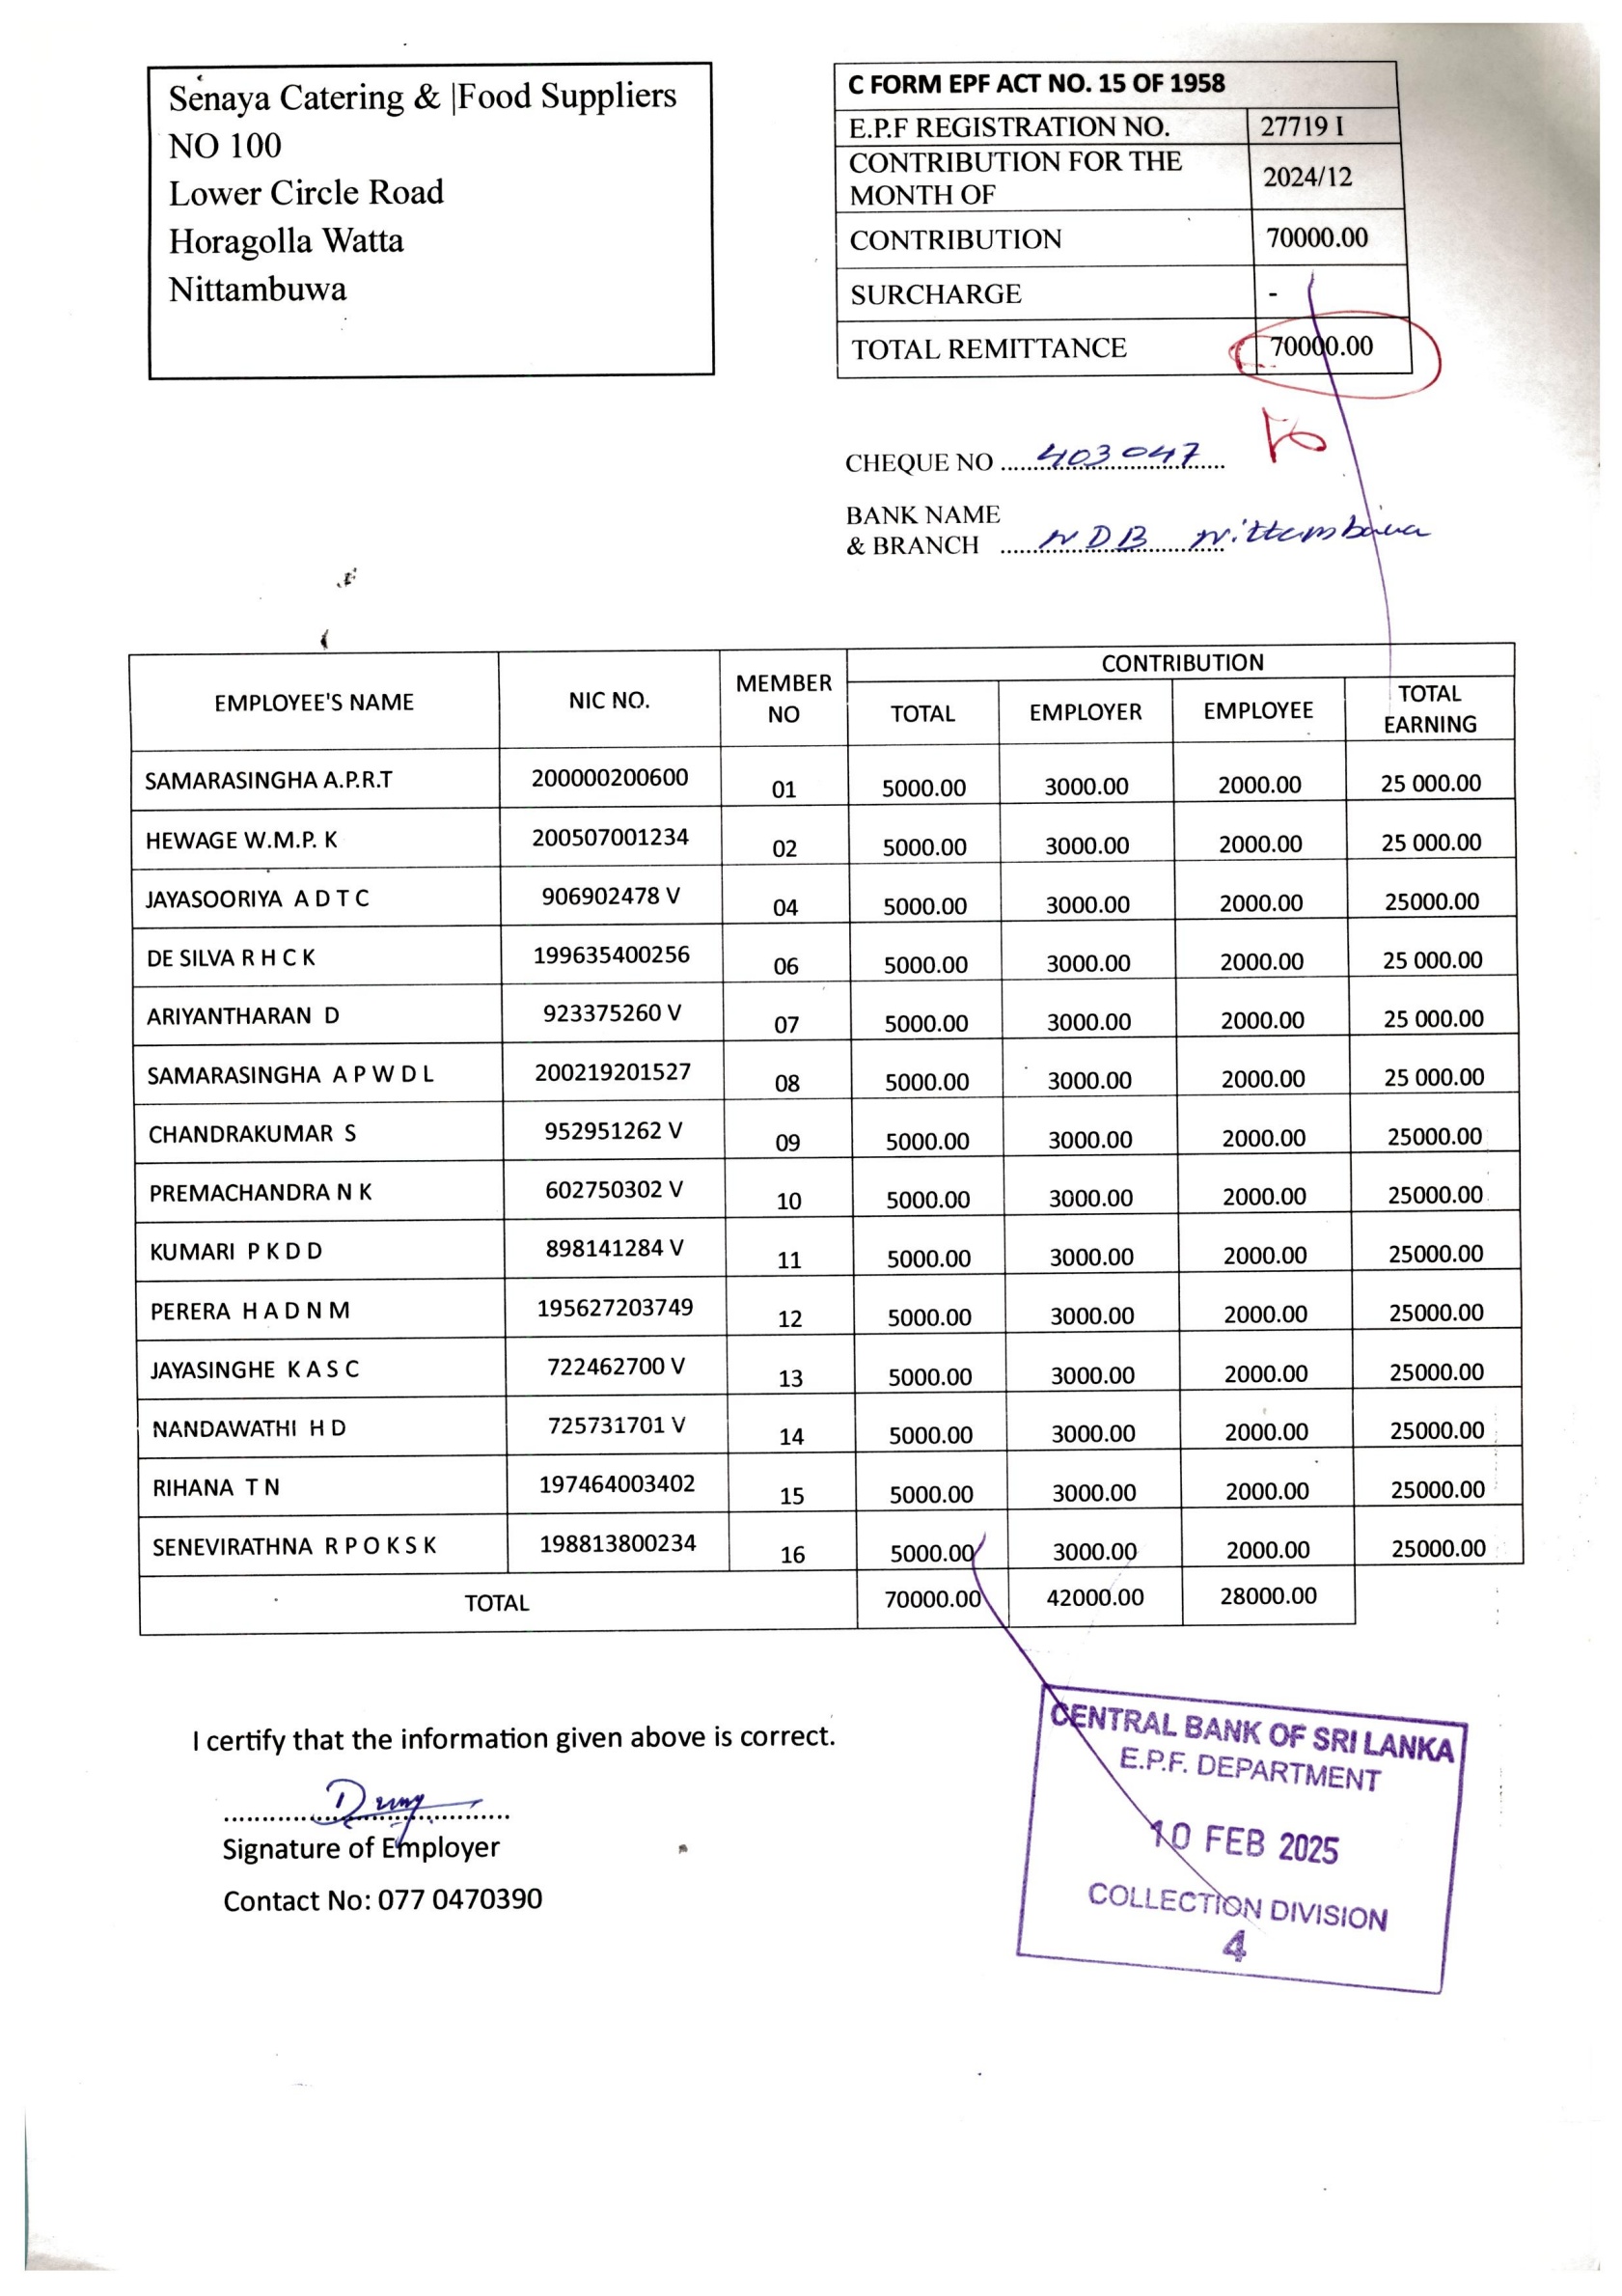 Senaya Catering & |Food Suppliers
NO 100
Lower Circle Road
Horagolla Watta
Nittambuwa
C FORM EPF ACT NO. 15 OF 1958
E.P.F REGISTRATION NO. 27719 I
CONTRIBUTION FOR THE
MONTH OF 2024/12
CONTRIBUTION 70000.00
SURCHARGE -
TOTAL REMITTANCE 70000.00
CHEQUE NO 403047
BANK NAME
& BRANCH NDB Nittambuwa
EMPLOYEE'S NAME NIC NO. MEMBER NO CONTRIBUTION
TOTAL EMPLOYER EMPLOYEE TOTAL EARNING
SAMARASINGHA A.P.R.T 200000200600 01 5000.00 3000.00 2000.00 25 000.00
HEWAGE W.M.P. K 200507001234 02 5000.00 3000.00 2000.00 25 000.00
JAYASOORIYA A D T C 906902478 V 04 5000.00 3000.00 2000.00 25000.00
DE SILVA R H C K 199635400256 06 5000.00 3000.00 2000.00 25 000.00
ARIYANTHARAN D 923375260 V 07 5000.00 3000.00 2000.00 25 000.00
SAMARASINGHA A P W D L 200219201527 08 5000.00 3000.00 2000.00 25 000.00
CHANDRAKUMAR S 952951262 V 09 5000.00 3000.00 2000.00 25000.00
PREMACHANDRA N K 602750302 V 10 5000.00 3000.00 2000.00 25000.00
KUMARI P K D D 898141284 V 11 5000.00 3000.00 2000.00 25000.00
PERERA H A D N M 195627203749 12 5000.00 3000.00 2000.00 25000.00
JAYASINGHE K A S C 722462700 V 13 5000.00 3000.00 2000.00 25000.00
NANDAWATHI H D 725731701 V 14 5000.00 3000.00 2000.00 25000.00
RIHANA T N 197464003402 15 5000.00 3000.00 2000.00 25000.00
SENEVIRATHNA R P O K S K 198813800234 16 5000.00 3000.00 2000.00 25000.00
TOTAL 70000.00 42000.00 28000.00
I certify that the information given above is correct.
Signature of Employer
Contact No: 077 0470390
CENTRAL BANK OF SRI LANKA
E.P.F. DEPARTMENT
10 FEB 2025
COLLECTION DIVISION
4